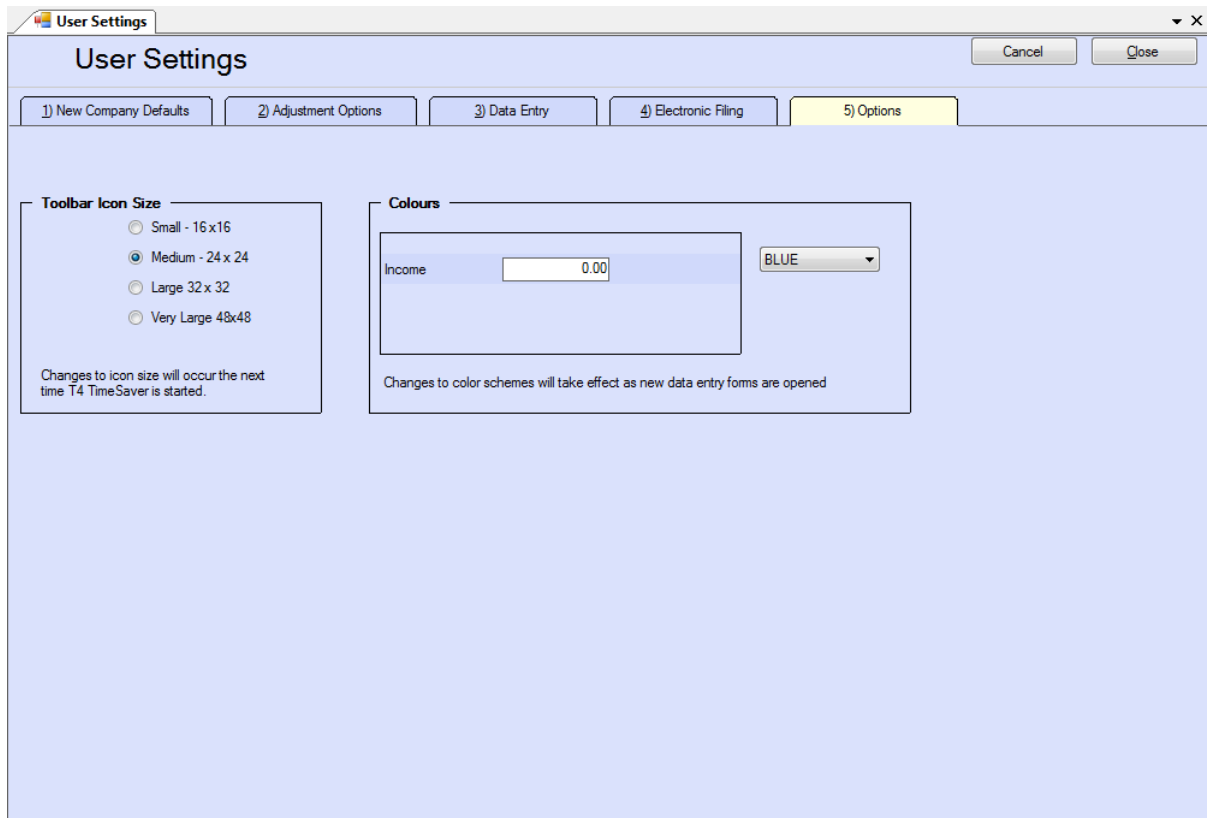 User Settings
User Settings
Cancel
Close
1) New Company Defaults
2) Adjustment Options
3) Data Entry
4) Electronic Filing
5) Options
Toolbar Icon Size
Small - 16 x16
Medium - 24 x 24
Large 32 x 32
Very Large 48x48
Changes to icon size will occur the next
time T4 TimeSaver is started.
Colours
Income
0.00
BLUE
Changes to color schemes will take effect as new data entry forms are opened